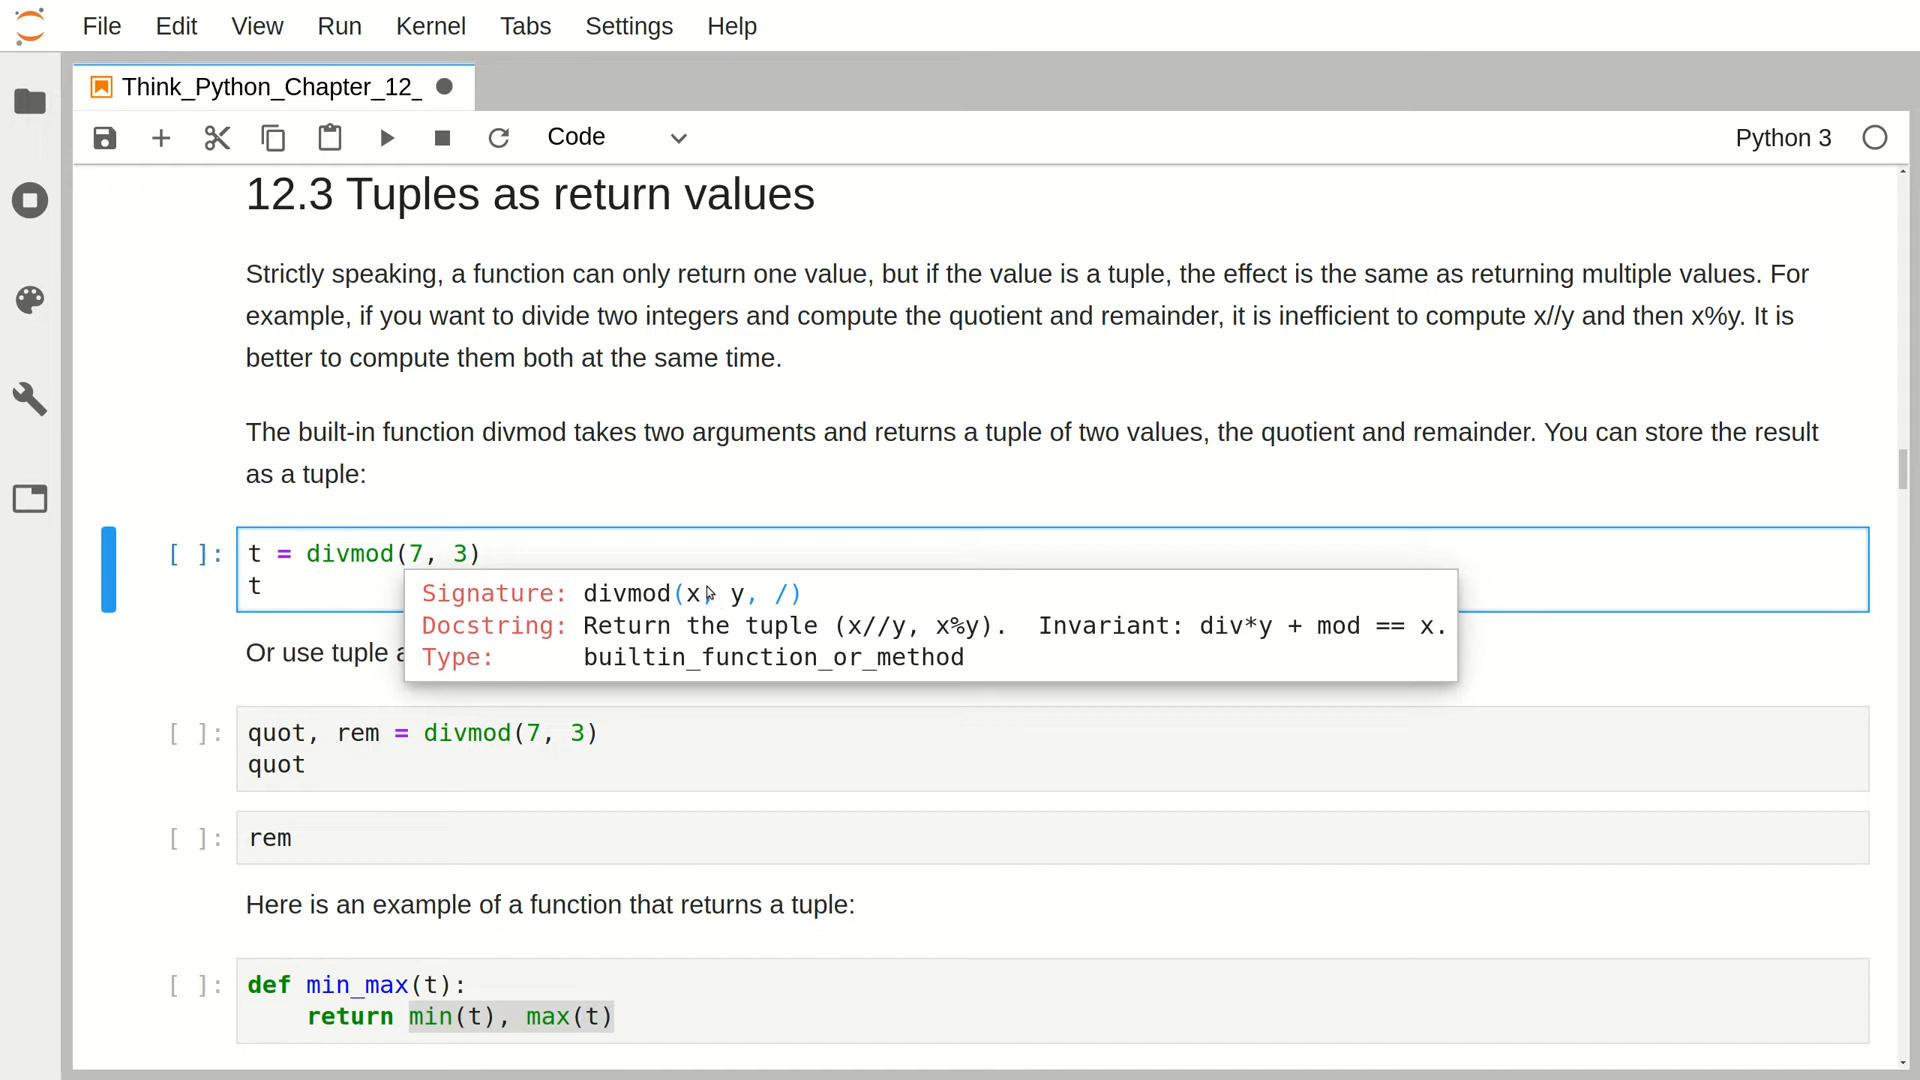 File Edit View Run Kernel Tabs Settings Help
Think_Python_Chapter_12_
Code Python 3
12.3 Tuples as return values
Strictly speaking, a function can only return one value, but if the value is a tuple, the effect is the same as returning multiple values. For
example, if you want to divide two integers and compute the quotient and remainder, it is inefficient to compute x//y and then x%y. It is
better to compute them both at the same time.
The built-in function divmod takes two arguments and returns a tuple of two values, the quotient and remainder. You can store the result
as a tuple:
[ ]: t = divmod(7, 3)
t
Signature: divmod(x, y, /)
Docstring: Return the tuple (x//y, x%y). Invariant: div*y + mod == x.
Type: builtin_function_or_method
Or use tuple
[ ]: quot, rem = divmod(7, 3)
quot
[ ]: rem
Here is an example of a function that returns a tuple:
[ ]: def min_max(t):
return min(t), max(t)